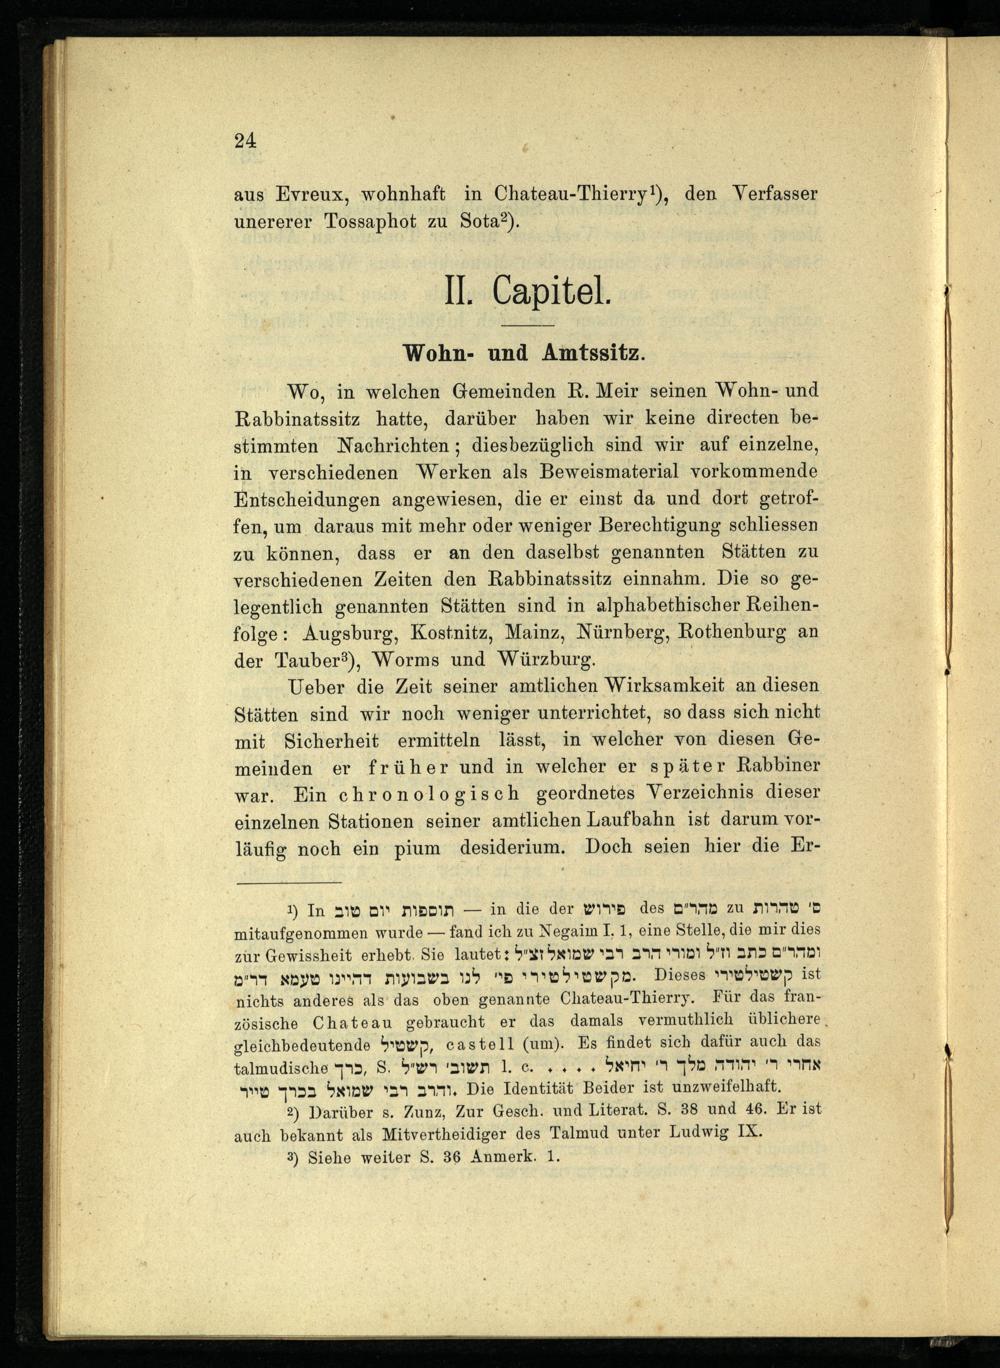 24
aus Evreux, wohnhaft in Chateau-Thierry¹), den Verfasser
unererer Tossaphot zu Sota²).
II. Capitel.
Wohn- und Amtssitz.
Wo, in welchen Gemeinden R. Meir seinen Wohn- und
Rabbinatssitz hatte, darüber haben wir keine directen be-
stimmten Nachrichten; diesbezüglich sind wir auf einzelne,
in verschiedenen Werken als Beweismaterial vorkommende
Entscheidungen angewiesen, die er einst da und dort getrof-
fen, um daraus mit mehr oder weniger Berechtigung schliessen
zu können, dass er an den daselbst genannten Stätten zu
verschiedenen Zeiten den Rabbinatssitz einnahm. Die so ge-
legentlich genannten Stätten sind in alphabethischer Reihen-
folge: Augsburg, Kostnitz, Mainz, Nürnberg, Rothenburg an
der Tauber³), Worms und Würzburg.
Ueber die Zeit seiner amtlichen Wirksamkeit an diesen
Stätten sind wir noch weniger unterrichtet, so dass sich nicht
mit Sicherheit ermitteln lässt, in welcher von diesen Ge-
meinden er früher und in welcher er später Rabbiner
war. Ein chronologisch geordnetes Verzeichnis dieser
einzelnen Stationen seiner amtlichen Laufbahn ist darum vor-
läufig noch ein pium desiderium. Doch seien hier die Er-
¹) In תוספות יום טוב — in die der פירוש des מהר"ם zu ס' טהרות
mitaufgenommen wurde — fand ich zu Negaim I. 1, eine Stelle, die mir dies
zur Gewissheit erhebt. Sie lautet: ומהר"ם כתב וז"ל ומורי הרב רבי שמואל זצ"ל
מקשטילטירי פי' לנו בשבועות דהיינו טעמא דר"מ. Dieses קשטילטירי ist
nichts anderes als das oben genannte Chateau-Thierry. Für das fran-
zösische Chateau gebraucht er das damals vermuthlich üblichere
gleichbedeutende קשטיל, castell (um). Es findet sich dafür auch das
talmudische כרך, S. תשוב' רש"ל l. c. . . . . אחרי ר' יהודה מלך ר' יחיאל
והרב רבי שמואל בכרך טייר. Die Identität Beider ist unzweifelhaft.
²) Darüber s. Zunz, Zur Gesch. und Literat. S. 38 und 46. Er ist
auch bekannt als Mitvertheidiger des Talmud unter Ludwig IX.
³) Siehe weiter S. 36 Anmerk. 1.